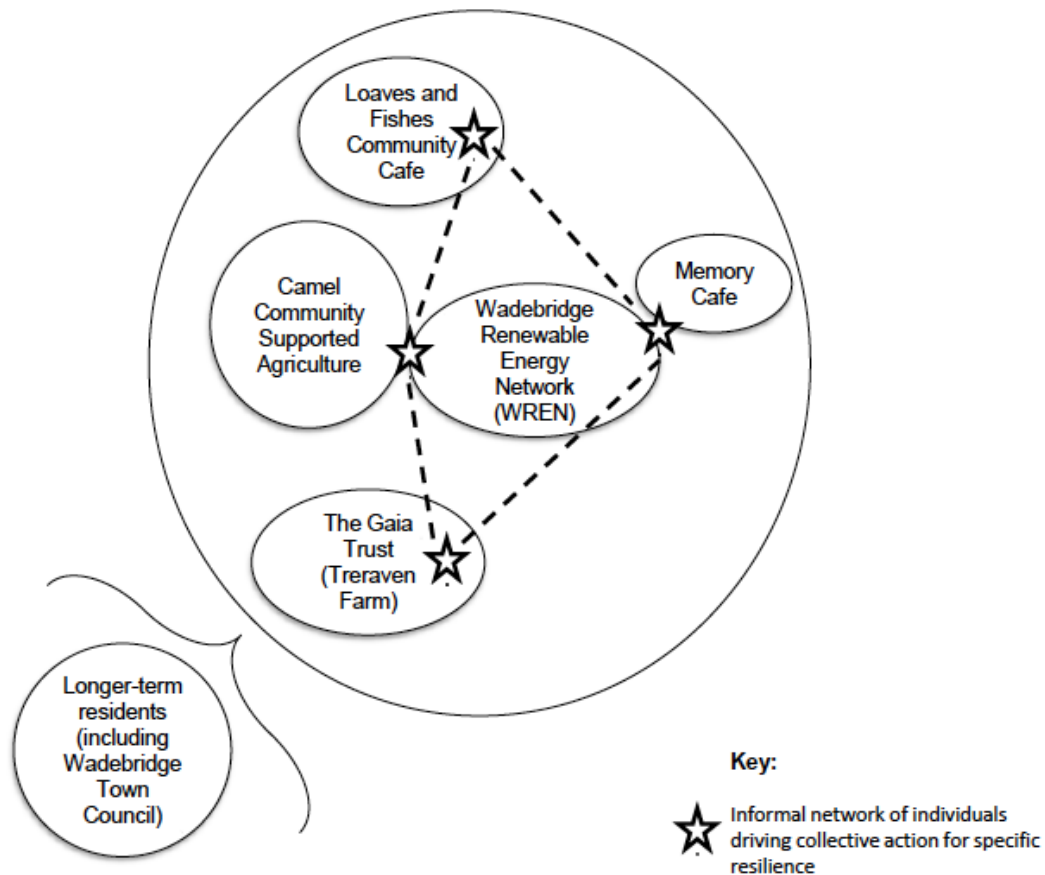 Loaves and
Fishes
Community
Cafe
Camel
Community
Supported
Agriculture
Wadebridge
Renewable
Energy
Network
(WREN)
Memory
Cafe
The Gaia
Trust
(Treraven
Farm)
Longer-term
residents
(including
Wadebridge
Town
Council)
Key:
Informal network of individuals
driving collective action for specific
resilience